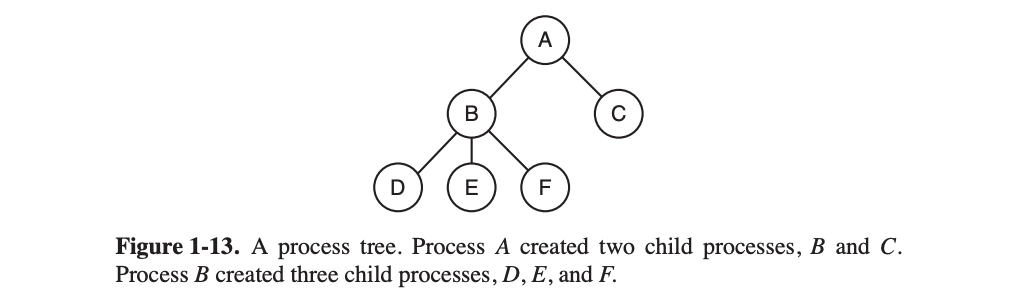 A
B
C
D
E
F
Figure 1-13. A process tree. Process A created two child processes, B and C.
Process B created three child processes, D, E, and F.